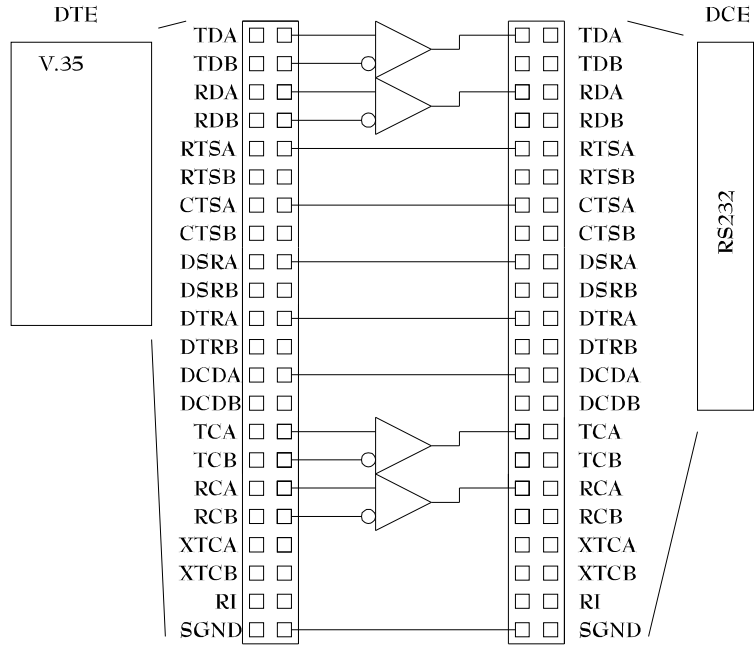 DTE DCE
V.35
RS232
TDA TDA
TDB TDB
RDA RDA
RDB RDB
RTSA RTSA
RTSB RTSB
CTSA CTSA
CTSB CTSB
DSRA DSRA
DSRB DSRB
DTRA DTRA
DTRB DTRB
DCDA DCDA
DCDB DCDB
TCA TCA
TCB TCB
RCA RCA
RCB RCB
XTCA XTCA
XTCB XTCB
RI RI
SGND SGND